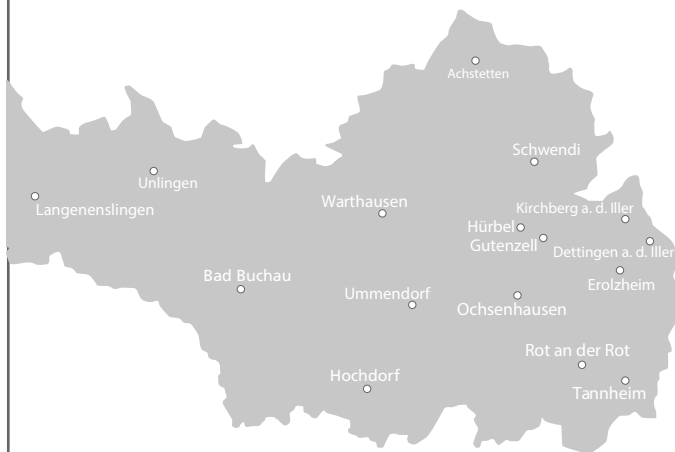 Achstetten
Schwendi
Unlingen
Langenenslingen
Warthausen
Kirchberg a. d. Iller
Hürbel
Gutenzell
Dettingen a. d. Iller
Bad Buchau
Erolzheim
Ummendorf
Ochsenhausen
Rot an der Rot
Hochdorf
Tannheim